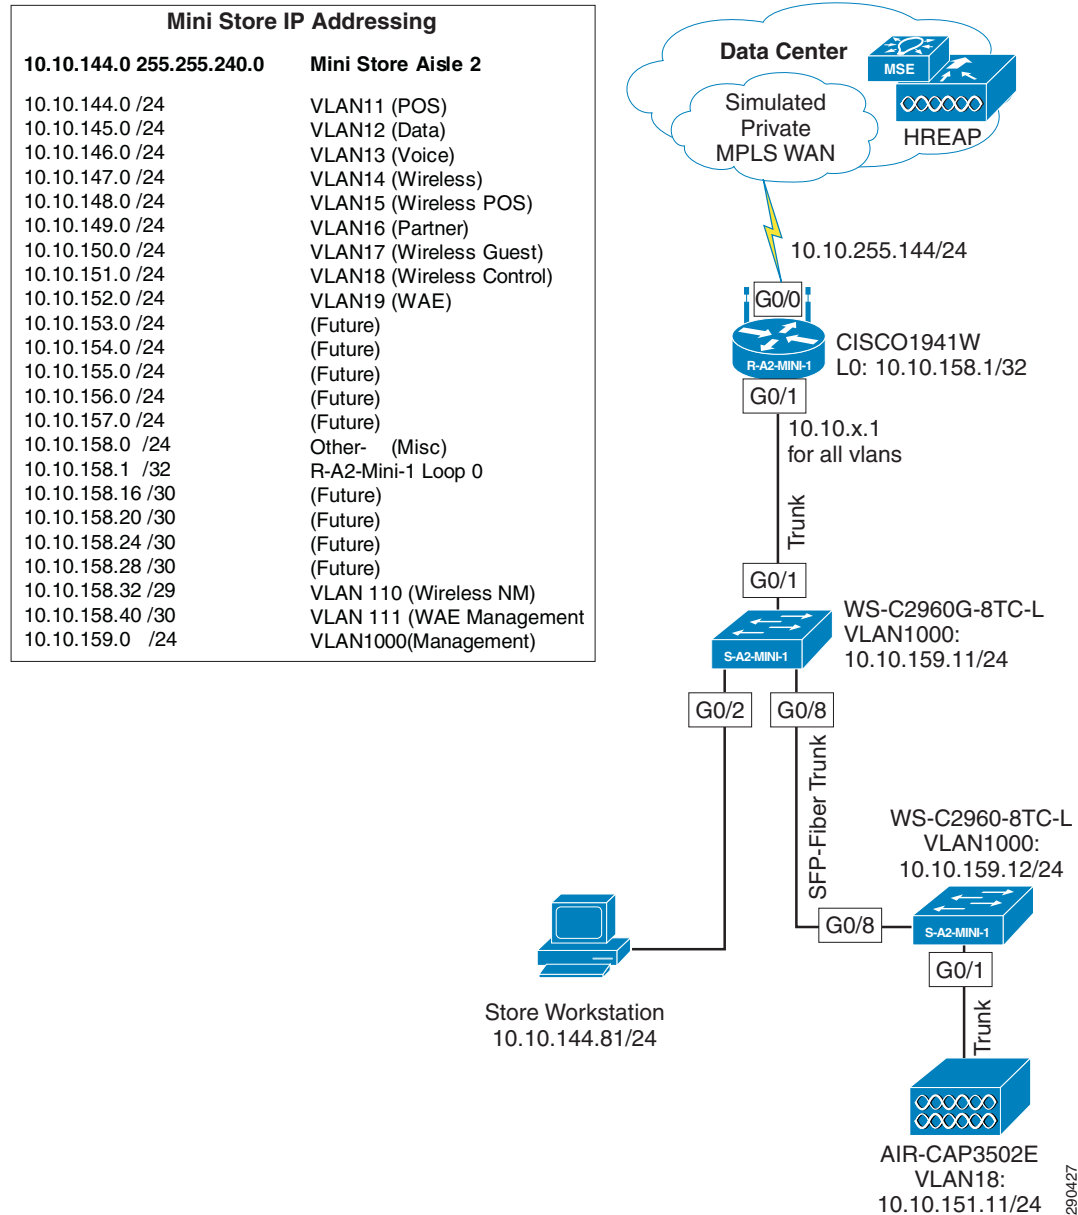 Mini Store IP Addressing
10.10.144.0 255.255.240.0 Mini Store Aisle 2
10.10.144.0 /24 VLAN11 (POS)
10.10.145.0 /24 VLAN12 (Data)
10.10.146.0 /24 VLAN13 (Voice)
10.10.147.0 /24 VLAN14 (Wireless)
10.10.148.0 /24 VLAN15 (Wireless POS)
10.10.149.0 /24 VLAN16 (Partner)
10.10.150.0 /24 VLAN17 (Wireless Guest)
10.10.151.0 /24 VLAN18 (Wireless Control)
10.10.152.0 /24 VLAN19 (WAE)
10.10.153.0 /24 (Future)
10.10.154.0 /24 (Future)
10.10.155.0 /24 (Future)
10.10.156.0 /24 (Future)
10.10.157.0 /24 (Future)
10.10.158.0 /24 Other- (Misc)
10.10.158.1 /32 R-A2-Mini-1 Loop 0
10.10.158.16 /30 (Future)
10.10.158.20 /30 (Future)
10.10.158.24 /30 (Future)
10.10.158.28 /30 (Future)
10.10.158.32 /29 VLAN 110 (Wireless NM)
10.10.158.40 /30 VLAN 111 (WAE Management
10.10.159.0 /24 VLAN1000(Management)
Data Center
MSE
HREAP
Simulated
Private
MPLS WAN
10.10.255.144/24
G0/0
R-A2-MINI-1
CISCO1941W
L0: 10.10.158.1/32
G0/1
10.10.x.1
for all vlans
Trunk
G0/1
S-A2-MINI-1
WS-C2960G-8TC-L
VLAN1000:
10.10.159.11/24
G0/2
G0/8
SFP-Fiber Trunk
WS-C2960-8TC-L
VLAN1000:
10.10.159.12/24
G0/8
S-A2-MINI-1
G0/1
Trunk
Store Workstation
10.10.144.81/24
AIR-CAP3502E
VLAN18:
10.10.151.11/24
290427